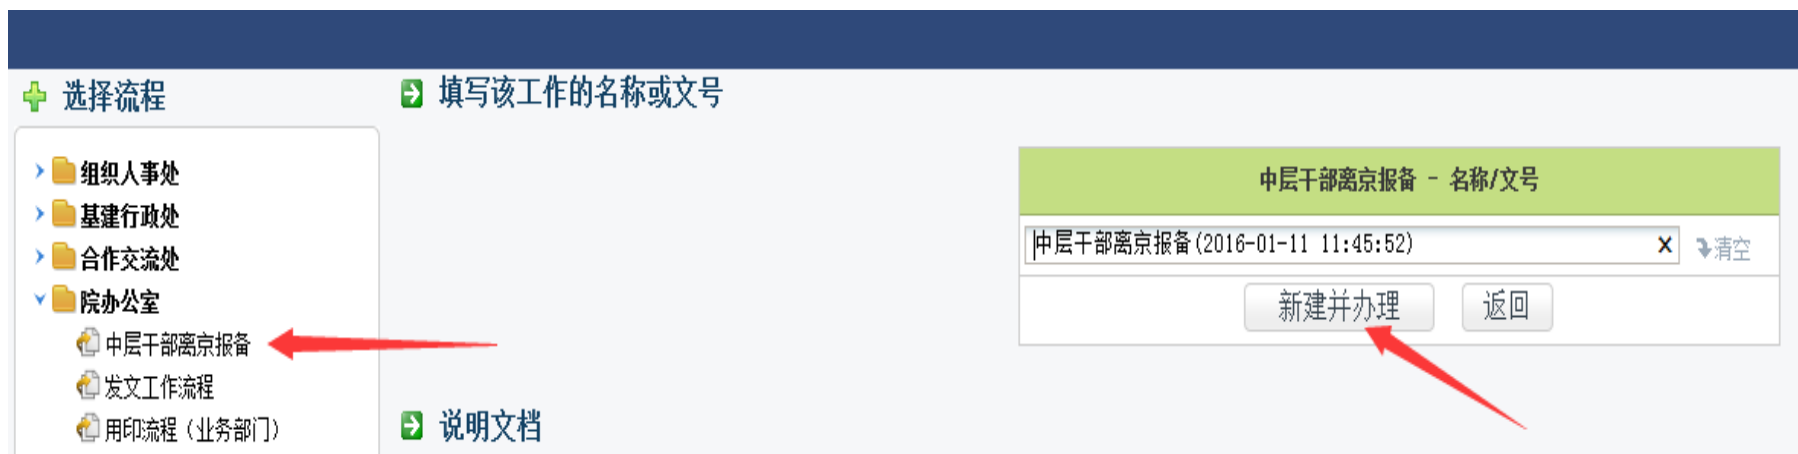 选择流程
组织人事处
基建行政处
合作交流处
院办公室
中层干部离京报备
发文工作流程
用印流程（业务部门）
填写该工作的名称或文号
中层干部离京报备 - 名称/文号
中层干部离京报备(2016-01-11 11:45:52)
清空
新建并办理 返回
说明文档